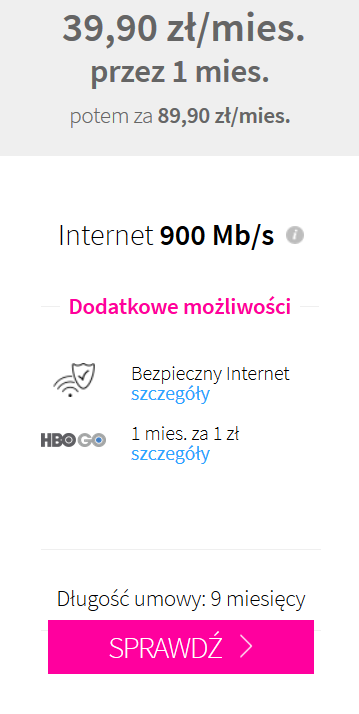 39,90 zł/mies.
przez 1 mies.
potem za 89,90 zł/mies.
Internet 900 Mb/s i
Dodatkowe możliwości
Bezpieczny Internet
szczegóły
HBO GO 1 mies. za 1 zł
szczegóły
Długość umowy: 9 miesięcy
SPRAWDŹ